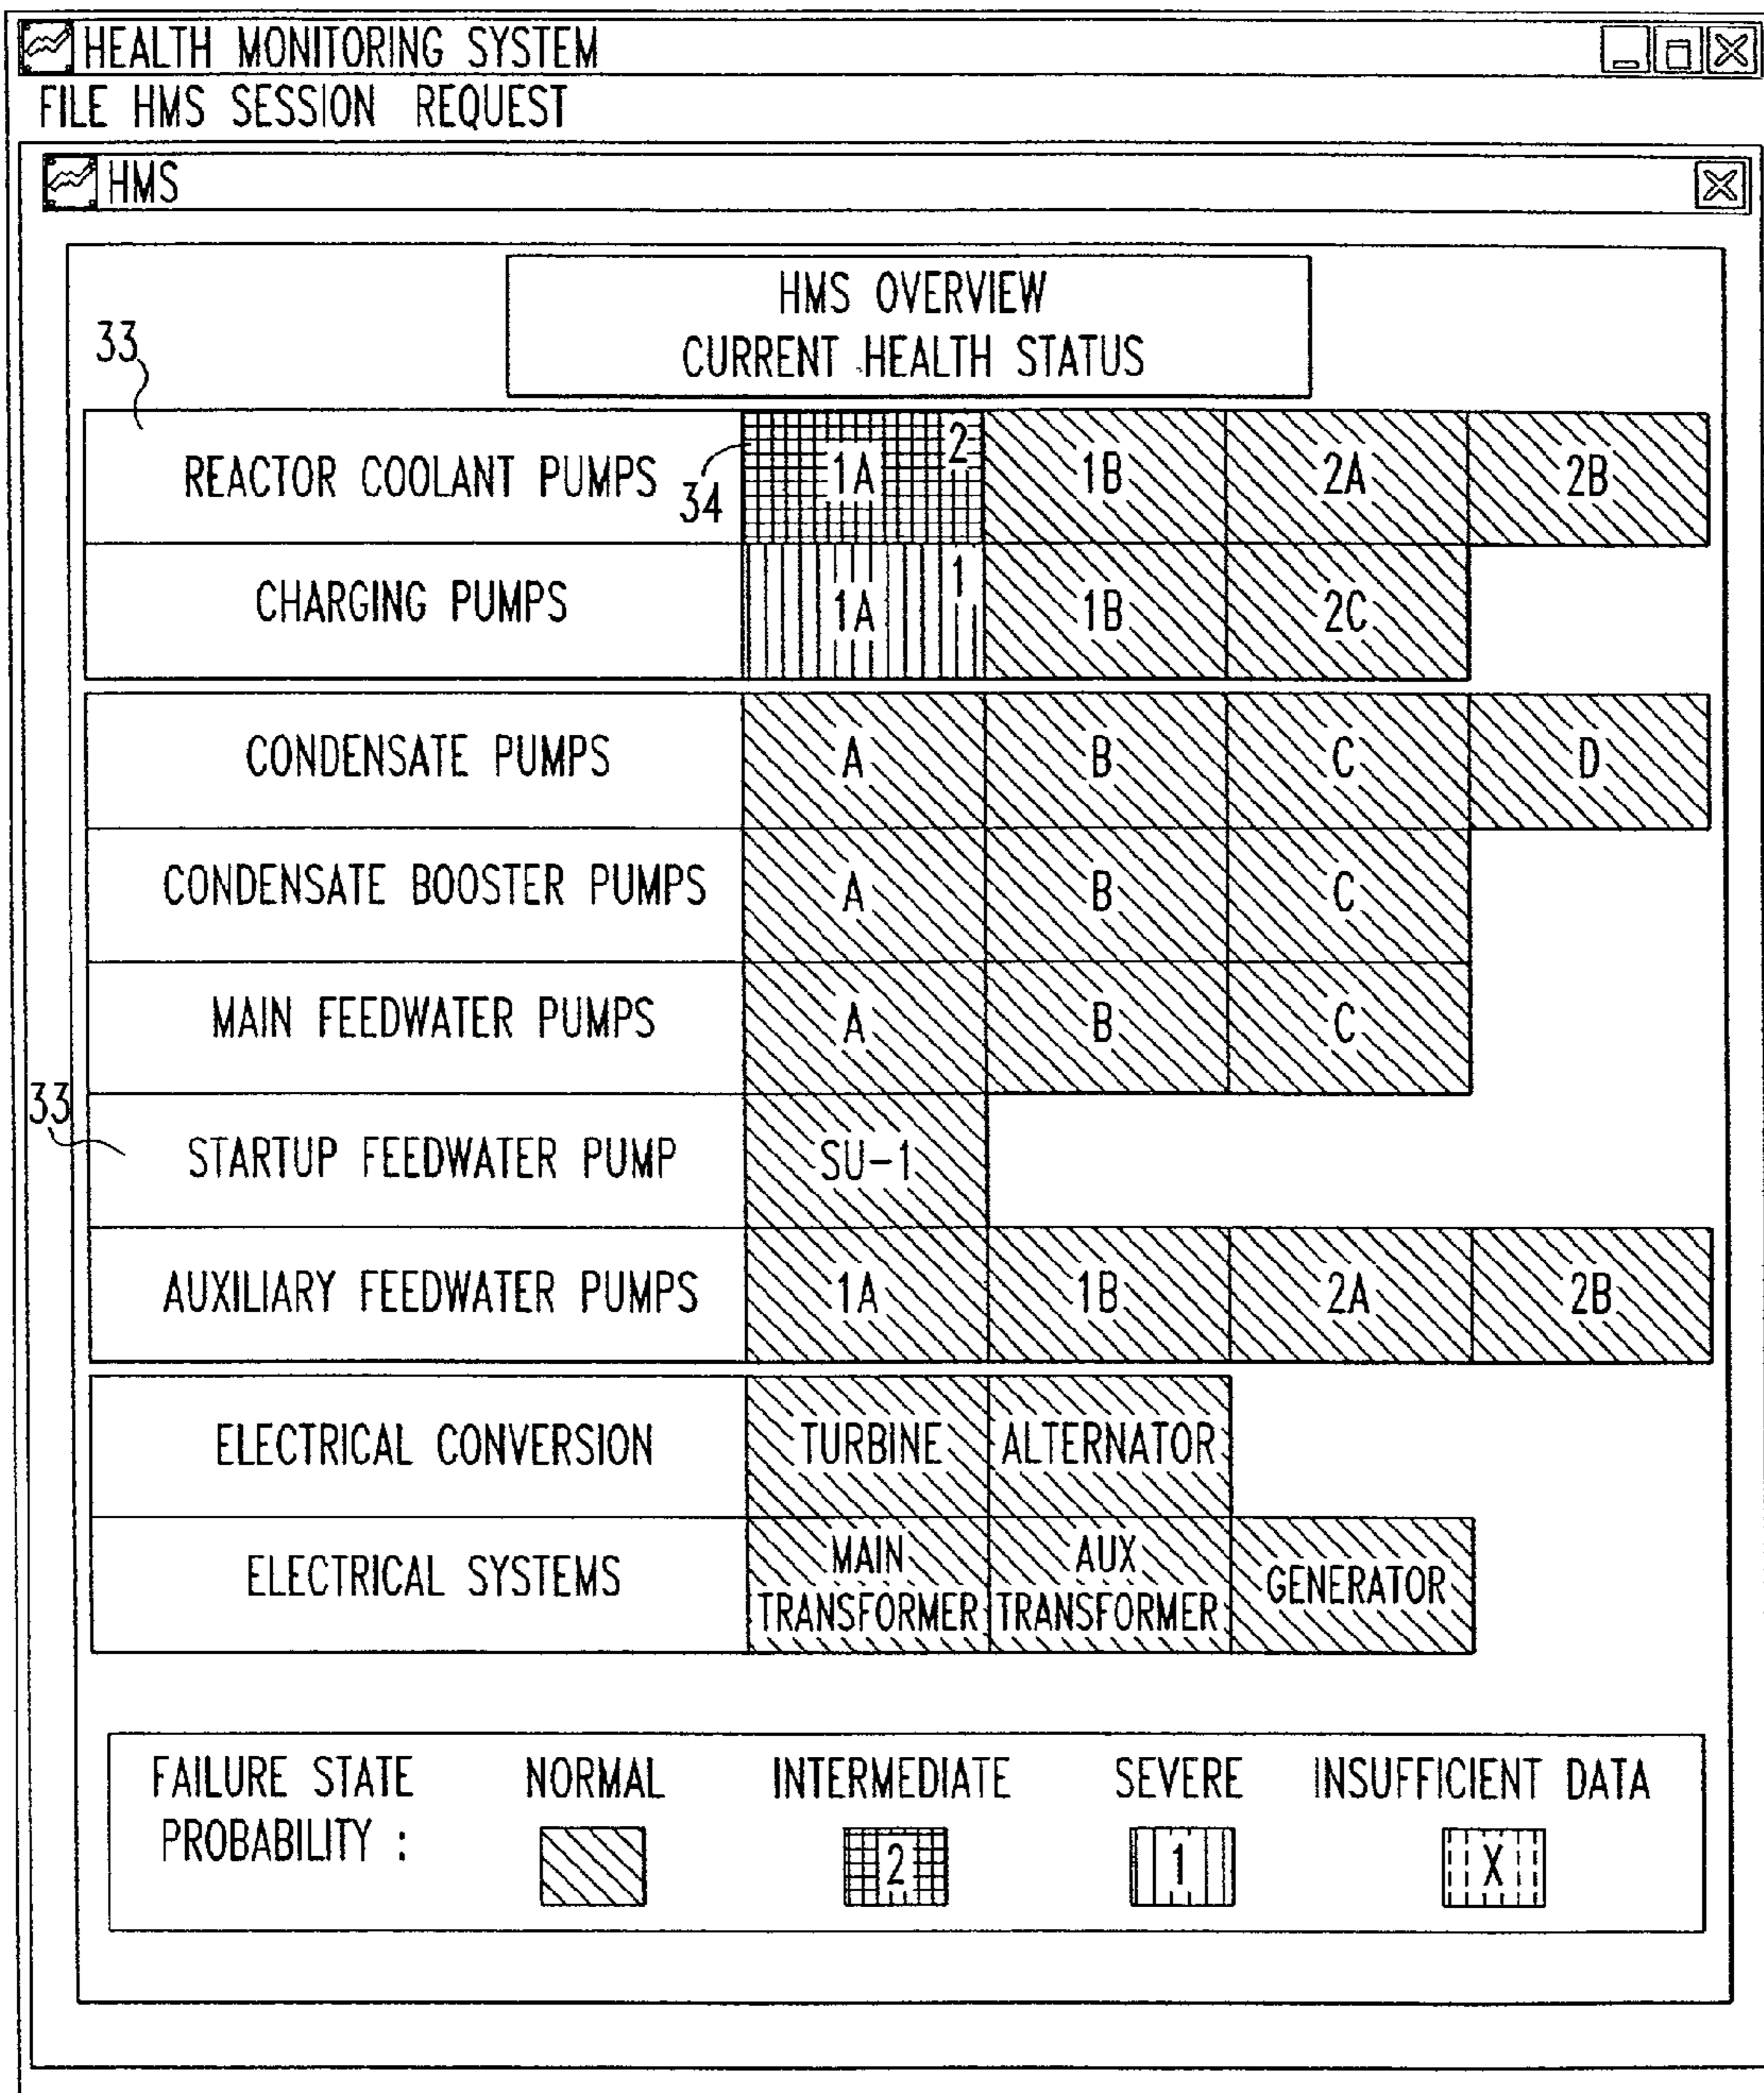 HEALTH MONITORING SYSTEM
FILE HMS SESSION REQUEST
HMS
HMS OVERVIEW
CURRENT HEALTH STATUS
33
REACTOR COOLANT PUMPS 34 1A 2 1B 2A 2B
CHARGING PUMPS 1A 1 1B 2C
CONDENSATE PUMPS A B C D
CONDENSATE BOOSTER PUMPS A B C
MAIN FEEDWATER PUMPS A B C
33
STARTUP FEEDWATER PUMP SU-1
AUXILIARY FEEDWATER PUMPS 1A 1B 2A 2B
ELECTRICAL CONVERSION TURBINE ALTERNATOR
ELECTRICAL SYSTEMS MAIN TRANSFORMER AUX TRANSFORMER GENERATOR
FAILURE STATE PROBABILITY : NORMAL INTERMEDIATE SEVERE INSUFFICIENT DATA
2 1 X